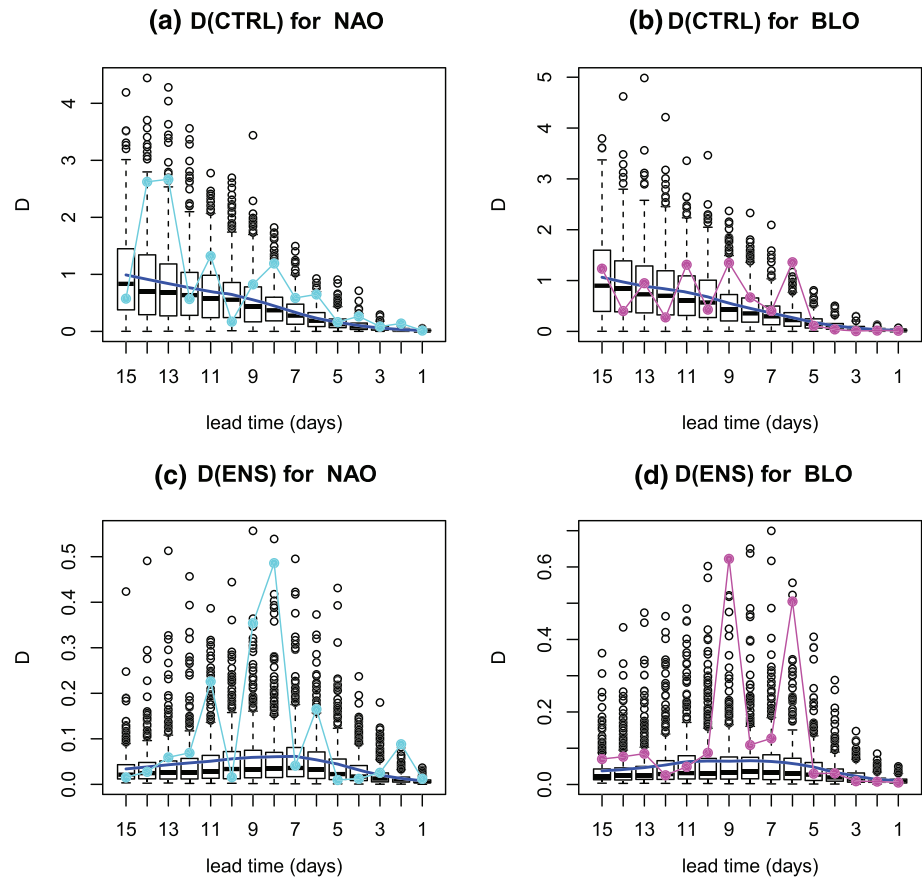 (a) D(CTRL) for NAO
D
4
3
2
1
0
15 13 11 9 7 5 3 1
lead time (days)
(b) D(CTRL) for BLO
D
5
4
3
2
1
0
15 13 11 9 7 5 3 1
lead time (days)
(c) D(ENS) for NAO
D
0.5
0.4
0.3
0.2
0.1
0.0
15 13 11 9 7 5 3 1
lead time (days)
(d) D(ENS) for BLO
D
0.6
0.4
0.2
0.0
15 13 11 9 7 5 3 1
lead time (days)